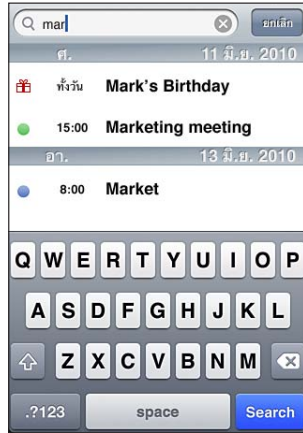 mar ยกเลิก
ศ. 11 มิ.ย. 2010
ทั้งวัน Mark's Birthday
15:00 Marketing meeting
อา. 13 มิ.ย. 2010
8:00 Market
Q W E R T Y U I O P
A S D F G H J K L
Z X C V B N M
.?123 space Search